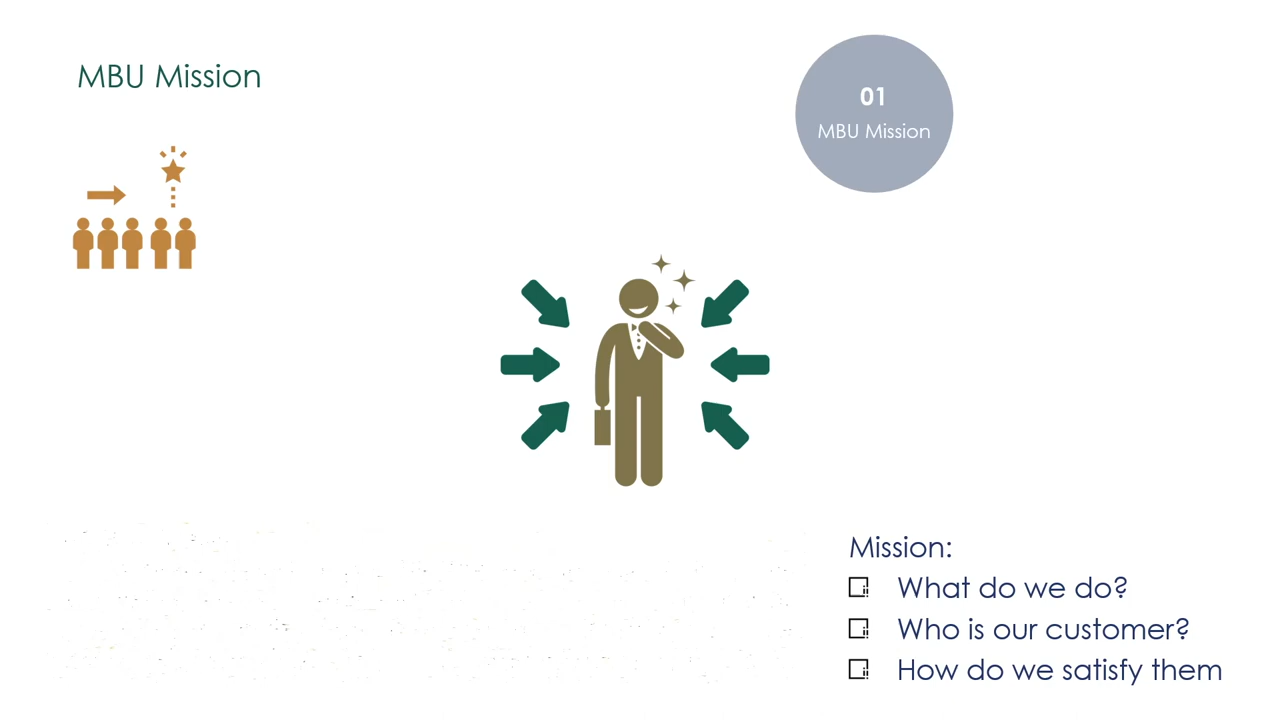 MBU Mission
01
MBU Mission
Mission:
What do we do?
Who is our customer?
How do we satisfy them